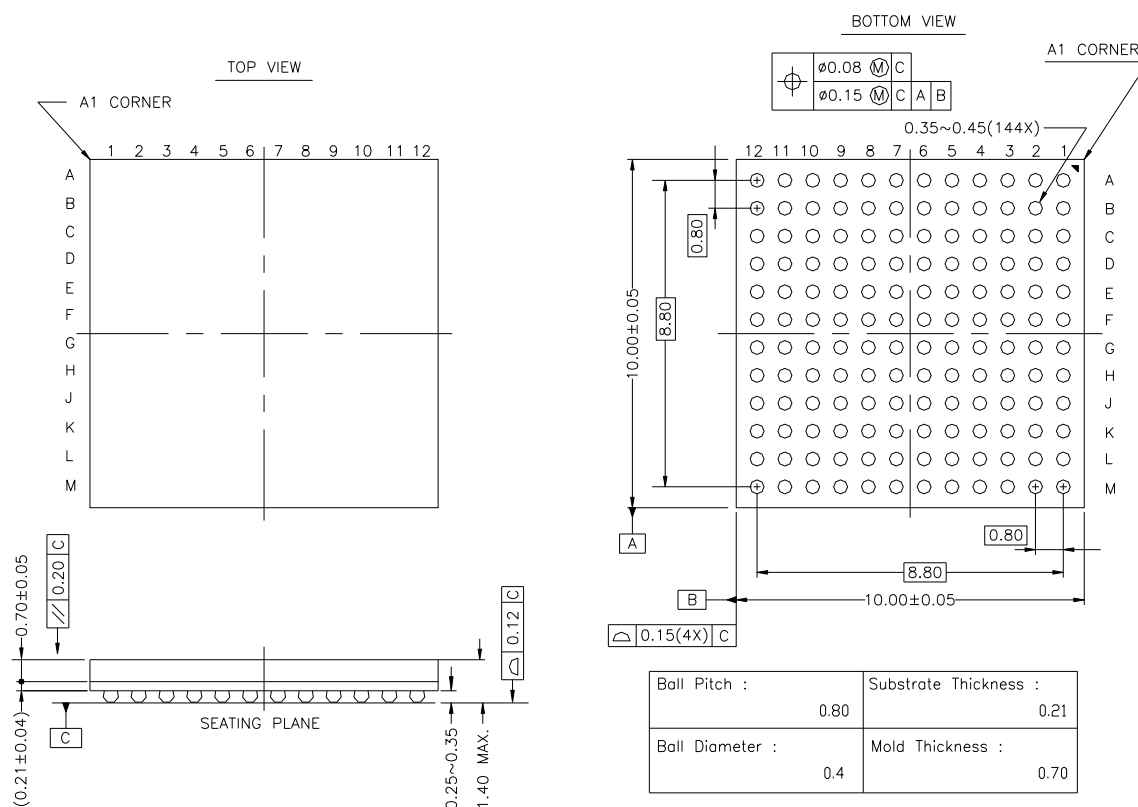 BOTTOM VIEW
TOP VIEW
A1 CORNER
ø0.08 Ⓜ C
ø0.15 Ⓜ C A B
A1 CORNER
0.35~0.45(144X)
1 2 3 4 5 6 7 8 9 10 11 12
12 11 10 9 8 7 6 5 4 3 2 1
A
B
C
D
E
F
G
H
J
K
L
M
A
B
C
D
E
F
G
H
J
K
L
M
0.80
8.80
10.00±0.05
A
0.80
8.80
B
10.00±0.05
⌓ 0.15(4X) C
0.70±0.05
// 0.20 C
(0.21±0.04)
C
SEATING PLANE
0.25~0.35
1.40 MAX.
⌓ 0.12 C
Ball Pitch : 0.80
Substrate Thickness : 0.21
Ball Diameter : 0.4
Mold Thickness : 0.70